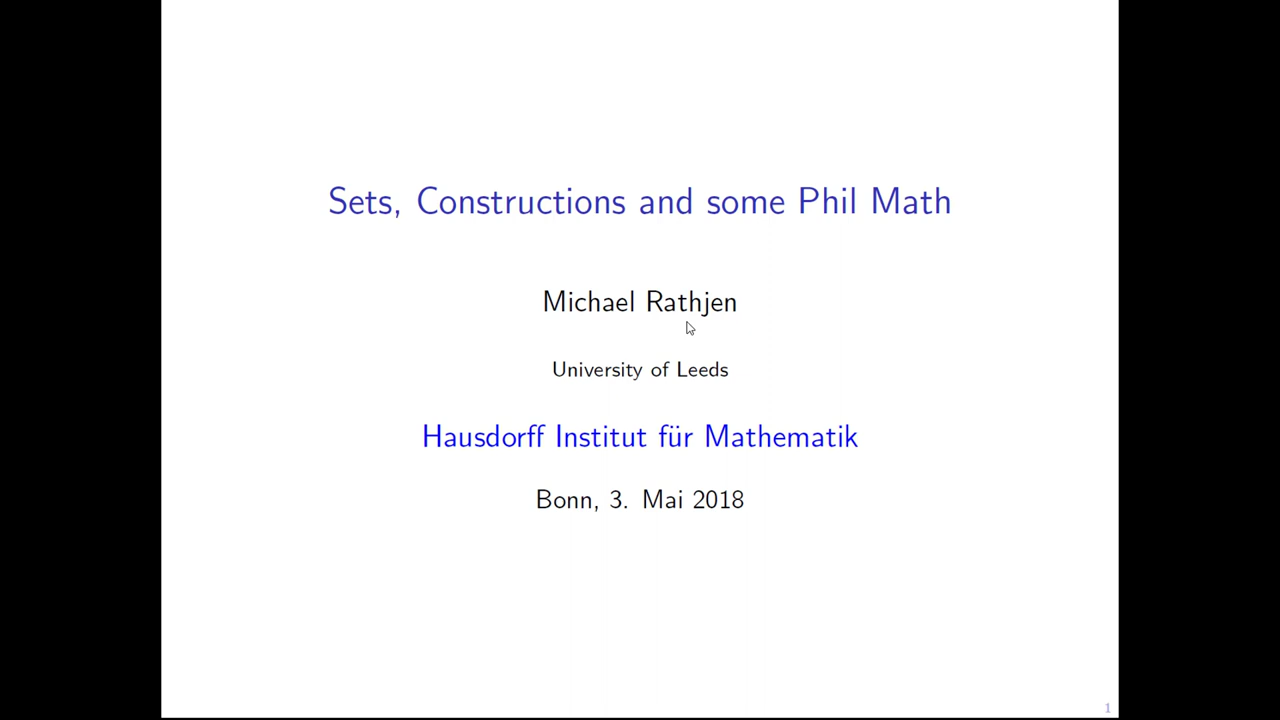 Sets, Constructions and some Phil Math
Michael Rathjen
University of Leeds
Hausdorff Institut für Mathematik
Bonn, 3. Mai 2018
1